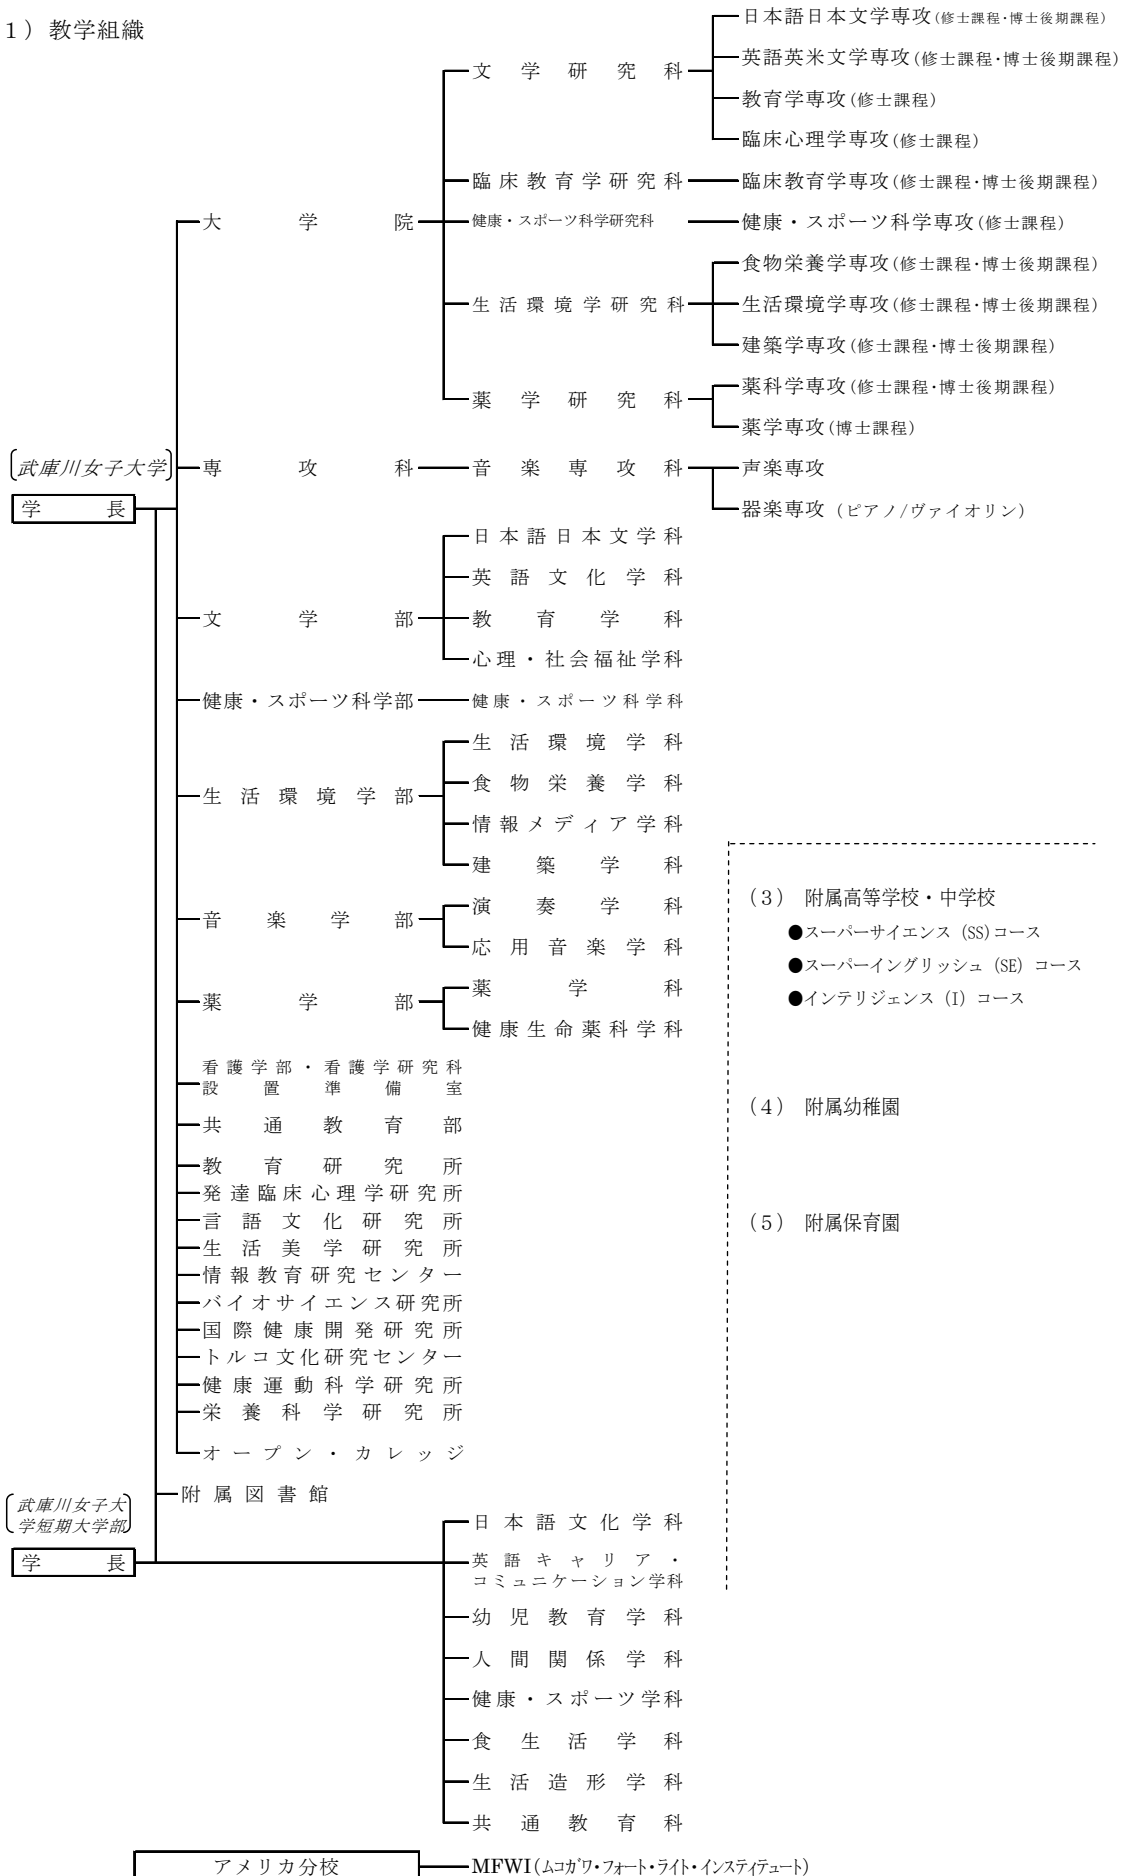 1）教学組織
日本語日本文学専攻(修士課程･博士後期課程)
文学研究科
英語英米文学専攻(修士課程･博士後期課程)
教育学専攻(修士課程)
臨床心理学専攻(修士課程)
臨床教育学研究科 臨床教育学専攻(修士課程･博士後期課程)
大学院 健康・スポーツ科学研究科 健康・スポーツ科学専攻(修士課程)
食物栄養学専攻(修士課程･博士後期課程)
生活環境学研究科 生活環境学専攻(修士課程･博士後期課程)
建築学専攻(修士課程･博士後期課程)
薬学研究科
薬科学専攻(修士課程･博士後期課程)
薬学専攻(博士課程)
武庫川女子大学
学長
専攻科 音楽専攻科 声楽専攻
器楽専攻（ピアノ/ヴァイオリン）
日本語日本文学科
英語文化学科
文学部 教育学科
心理・社会福祉学科
健康・スポーツ科学部 健康・スポーツ科学科
生活環境学科
食物栄養学科
生活環境学部
情報メディア学科
建築学科
音楽学部
演奏学科
応用音楽学科
薬学部
薬学科
健康生命薬科学科
看護学部・看護学研究科
設置準備室
共通教育部
教育研究所
発達臨床心理学研究所
言語文化研究所
生活美学研究所
情報教育研究センター
バイオサイエンス研究所
国際健康開発研究所
トルコ文化研究センター
健康運動科学研究所
栄養科学研究所
オープン・カレッジ
附属図書館
（3） 附属高等学校・中学校
●スーパーサイエンス（SS)コース
●スーパーイングリッシュ（SE）コース
●インテリジェンス（I）コース
（4） 附属幼稚園
（5） 附属保育園
武庫川女子大
学短期大学部
学長
日本語文化学科
英語キャリア・
コミュニケーション学科
幼児教育学科
人間関係学科
健康・スポーツ学科
食生活学科
生活造形学科
共通教育科
アメリカ分校 MFWI(ムコガワ･フォート･ライト･インスティテュート)